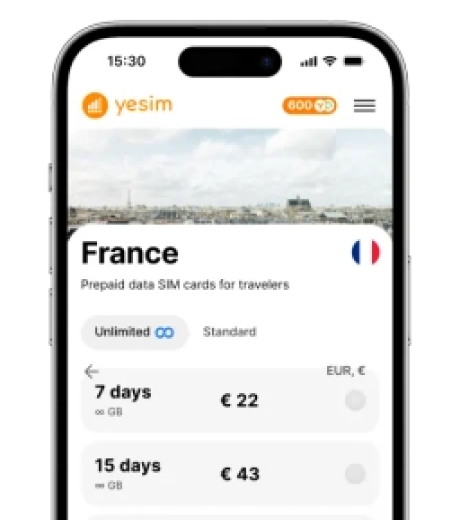 15:30
yesim
600
France
Prepaid data SIM cards for travelers
Unlimited Standard
EUR, €
7 days € 22
∞ GB
15 days € 43
∞ GB